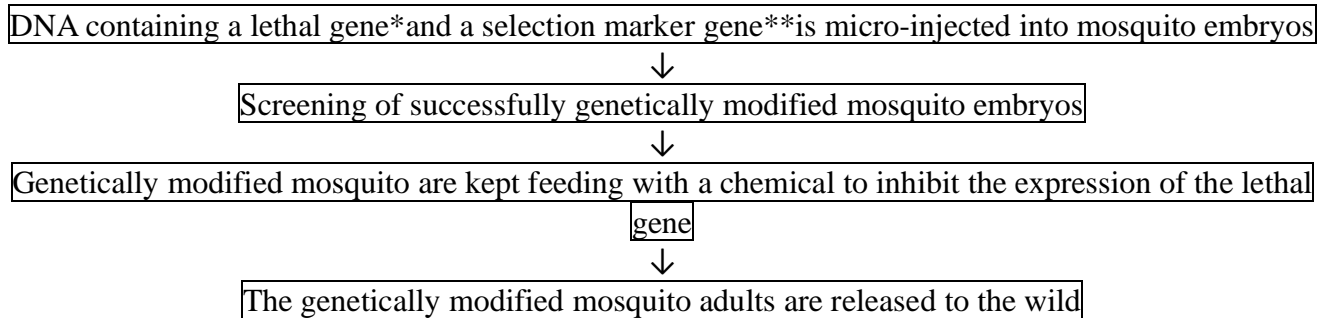 DNA containing a lethal gene*and a selection marker gene**is micro-injected into mosquito embryos
↓
Screening of successfully genetically modified mosquito embryos
↓
Genetically modified mosquito are kept feeding with a chemical to inhibit the expression of the lethal
gene
↓
The genetically modified mosquito adults are released to the wild